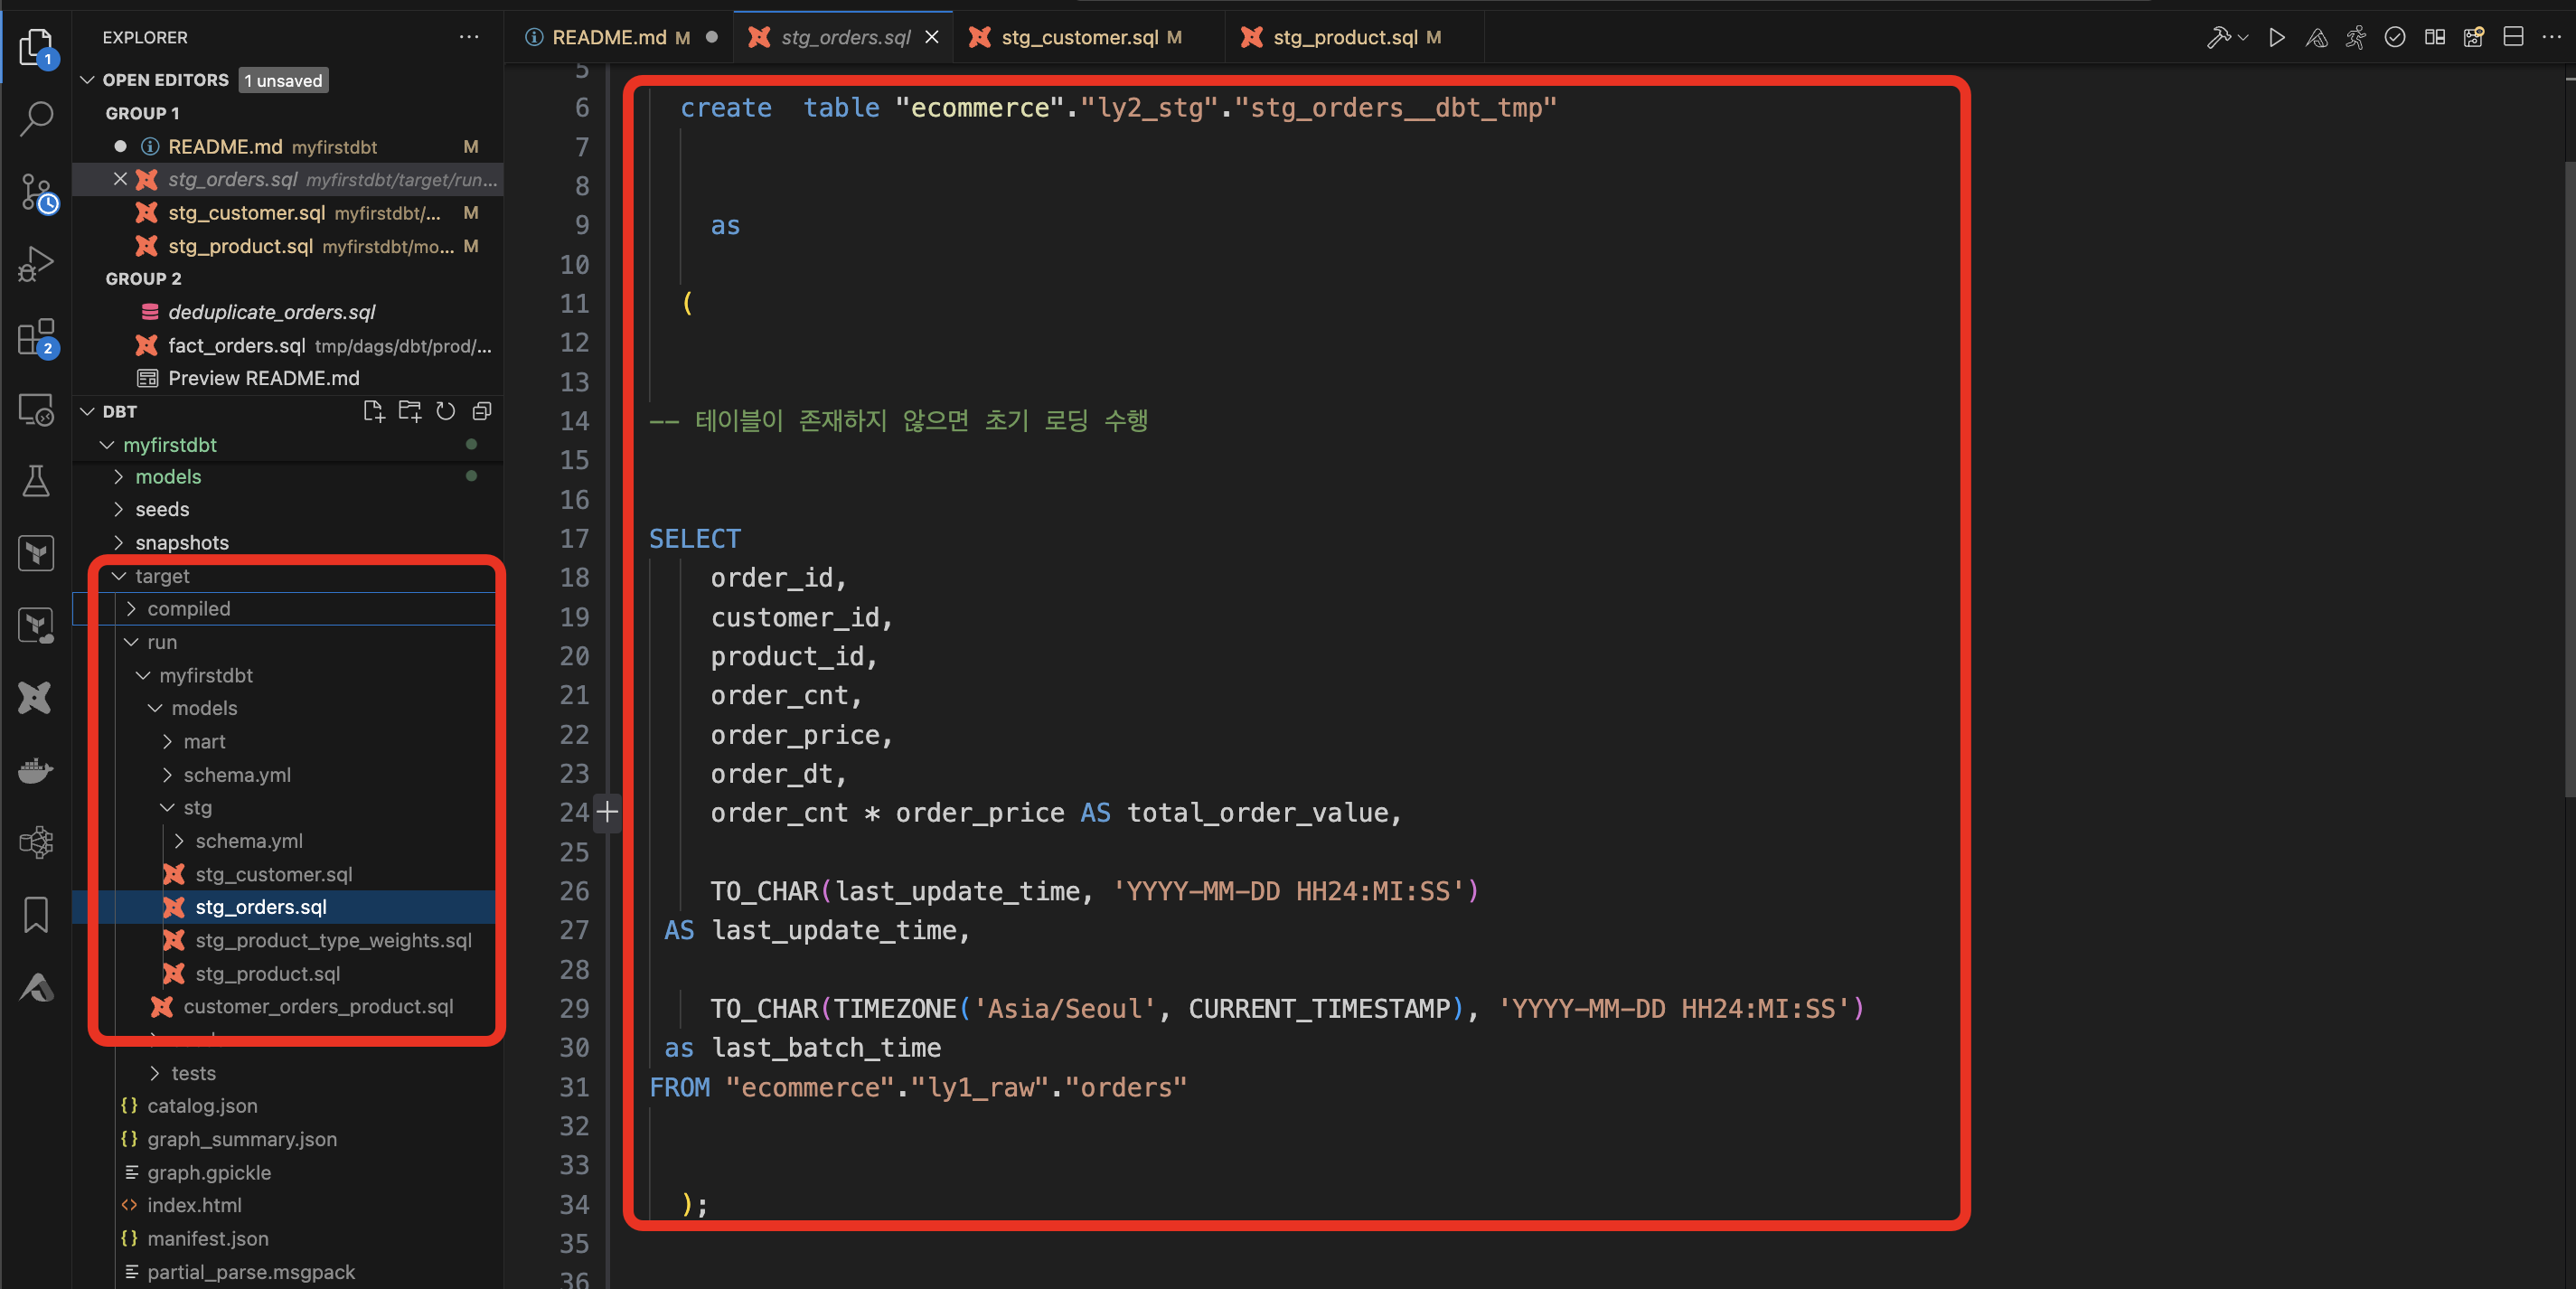 EXPLORER
README.md M
stg_orders.sql
stg_customer.sql M
stg_product.sql M
OPEN EDITORS 1 unsaved
GROUP 1
README.md myfirstdbt M
stg_orders.sql myfirstdbt/target/run...
stg_customer.sql myfirstdbt/... M
stg_product.sql myfirstdbt/mo... M
GROUP 2
deduplicate_orders.sql
fact_orders.sql tmp/dags/dbt/prod/...
Preview README.md
DBT
myfirstdbt
models
seeds
snapshots
target
compiled
run
myfirstdbt
models
mart
schema.yml
stg
schema.yml
stg_customer.sql
stg_orders.sql
stg_product_type_weights.sql
stg_product.sql
customer_orders_product.sql
tests
catalog.json
graph_summary.json
graph.gpickle
index.html
manifest.json
partial_parse.msgpack
1
2
5
6 create  table "ecommerce"."ly2_stg"."stg_orders__dbt_tmp"
7
8
9 as
10
11 (
12
13
14 -- 테이블이 존재하지 않으면 초기 로딩 수행
15
16
17 SELECT
18 order_id,
19 customer_id,
20 product_id,
21 order_cnt,
22 order_price,
23 order_dt,
24 order_cnt * order_price AS total_order_value,
25
26 TO_CHAR(last_update_time, 'YYYY-MM-DD HH24:MI:SS')
27 AS last_update_time,
28
29 TO_CHAR(TIMEZONE('Asia/Seoul', CURRENT_TIMESTAMP), 'YYYY-MM-DD HH24:MI:SS')
30 as last_batch_time
31 FROM "ecommerce"."ly1_raw"."orders"
32
33
34 );
35
36